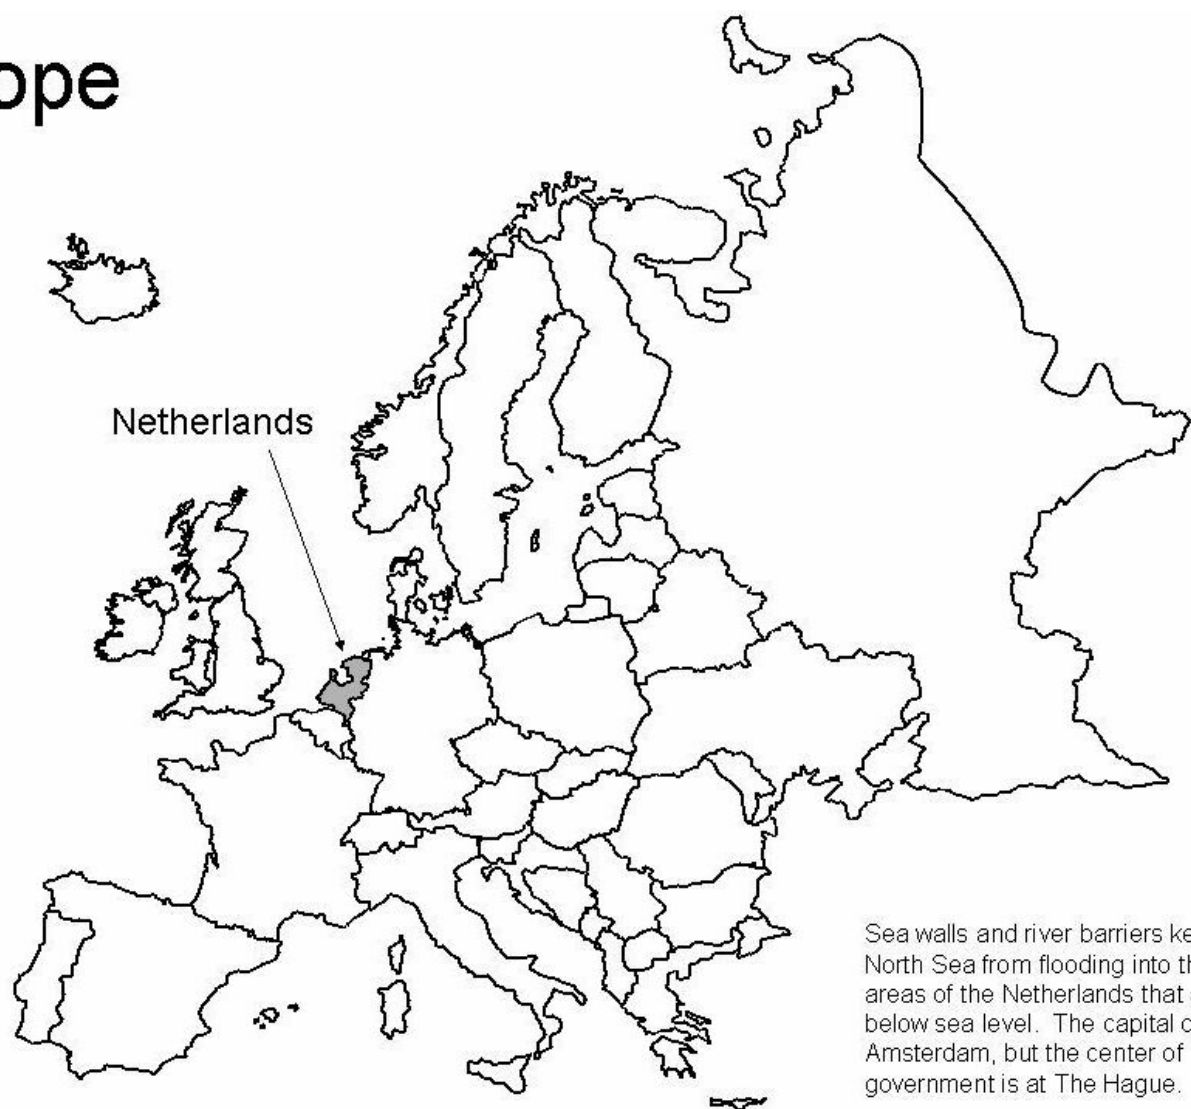 ope
Netherlands
Sea walls and river barriers ke
North Sea from flooding into th
areas of the Netherlands that
below sea level. The capital c
Amsterdam, but the center of
government is at The Hague.